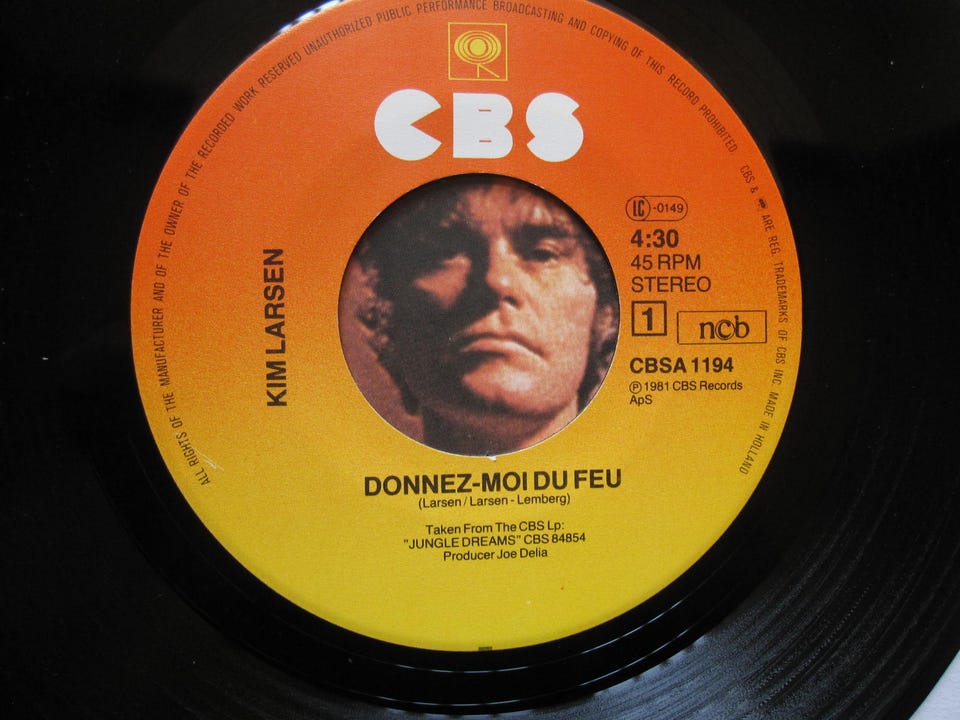 ALL RIGHTS OF THE MANUFACTURER AND OF THE OWNER OF THE RECORDED WORK RESERVED UNAUTHORIZED PUBLIC PERFORMANCE BROADCASTING AND COPYING OF THIS RECORD PROHIBITED
CBS & ARE REG. TRADEMARKS OF CBS INC. MADE IN HOLLAND
CBS
KIM LARSEN
LC -0149
4:30
45 RPM
STEREO
1 ncb
CBSA 1194
Ⓟ 1981 CBS Records
ApS
DONNEZ-MOI DU FEU
(Larsen / Larsen - Lemberg)
Taken From The CBS Lp:
"JUNGLE DREAMS" CBS 84854
Producer Joe Delia